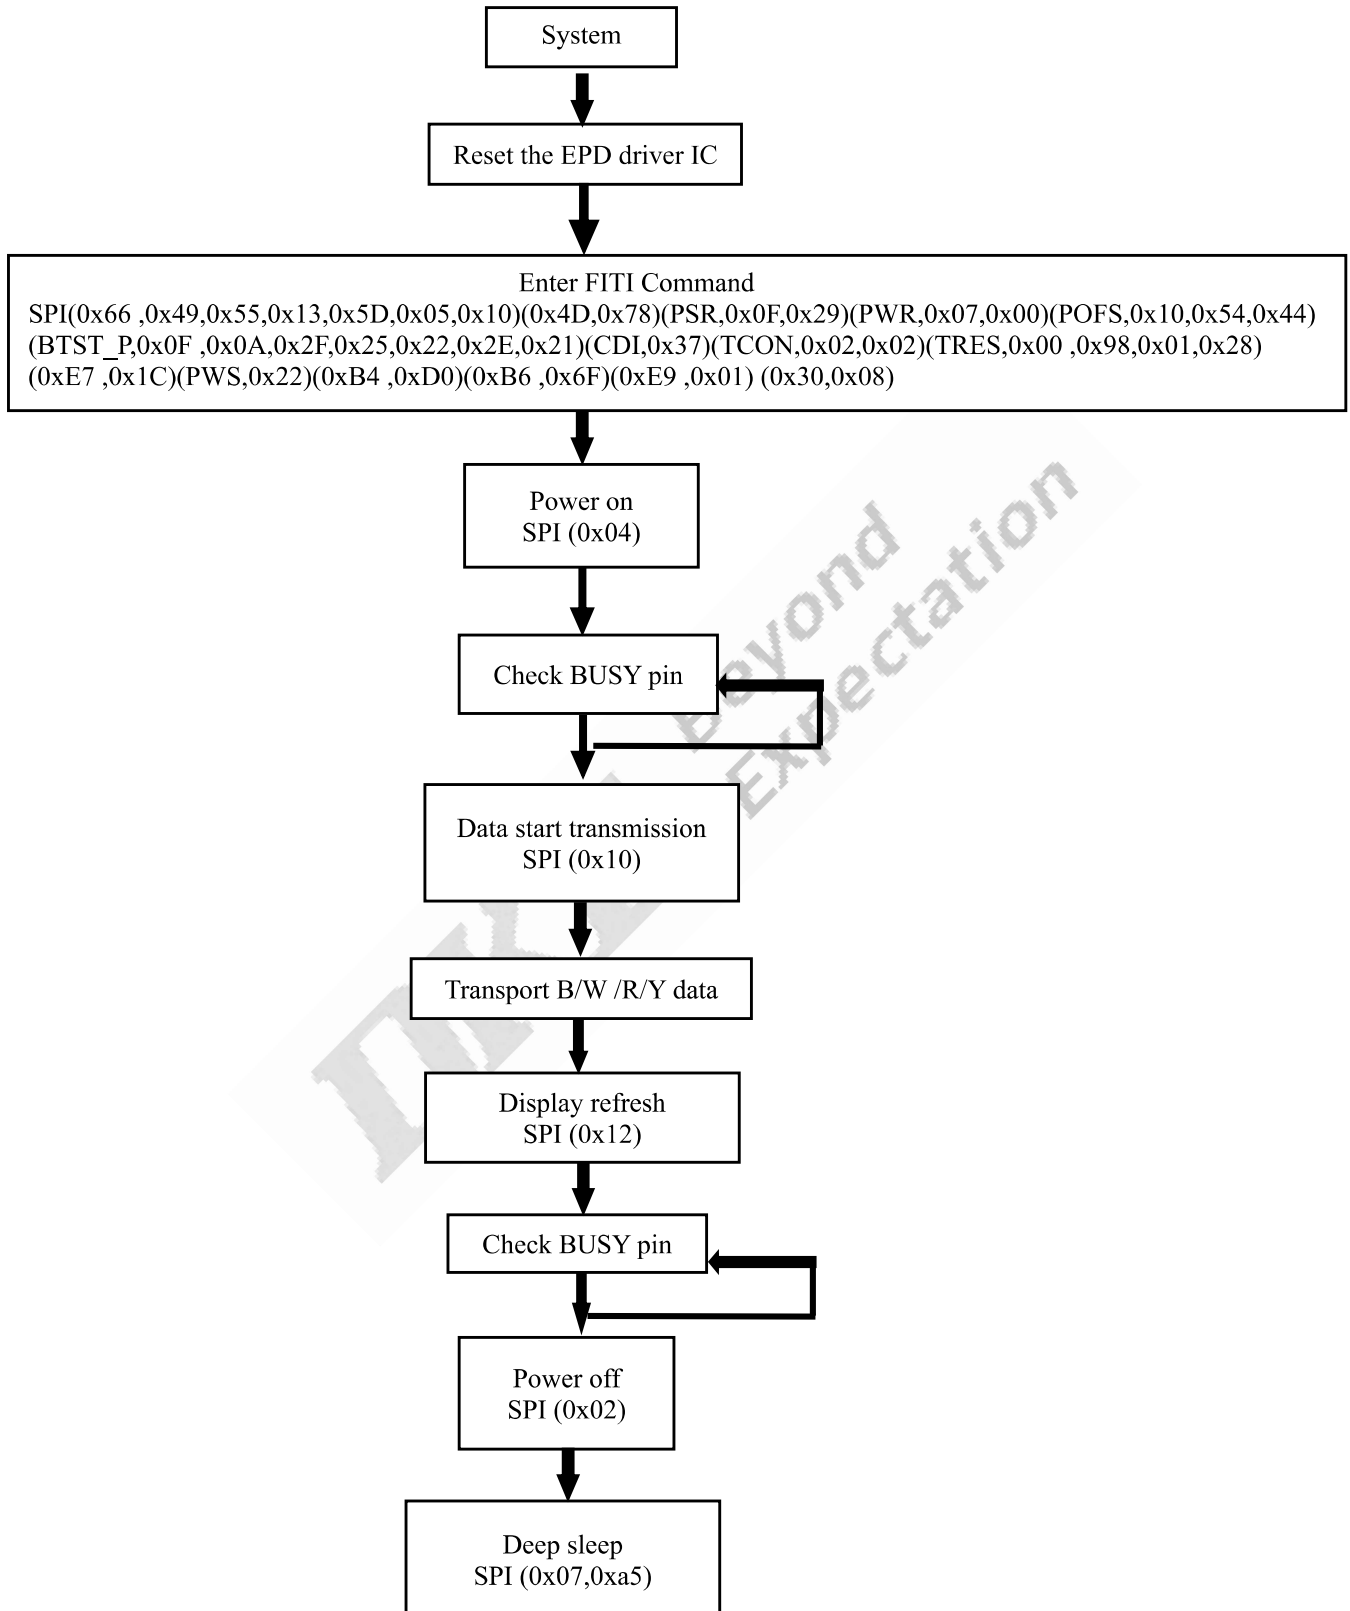 System
Reset the EPD driver IC
Enter FITI Command
SPI(0x66 ,0x49,0x55,0x13,0x5D,0x05,0x10)(0x4D,0x78)(PSR,0x0F,0x29)(PWR,0x07,0x00)(POFS,0x10,0x54,0x44)
(BTST_P,0x0F ,0x0A,0x2F,0x25,0x22,0x2E,0x21)(CDI,0x37)(TCON,0x02,0x02)(TRES,0x00 ,0x98,0x01,0x28)
(0xE7 ,0x1C)(PWS,0x22)(0xB4 ,0xD0)(0xB6 ,0x6F)(0xE9 ,0x01) (0x30,0x08)
Power on
SPI (0x04)
Check BUSY pin
Data start transmission
SPI (0x10)
Transport B/W /R/Y data
Display refresh
SPI (0x12)
Check BUSY pin
Power off
SPI (0x02)
Deep sleep
SPI (0x07,0xa5)
Beyond
Expectation